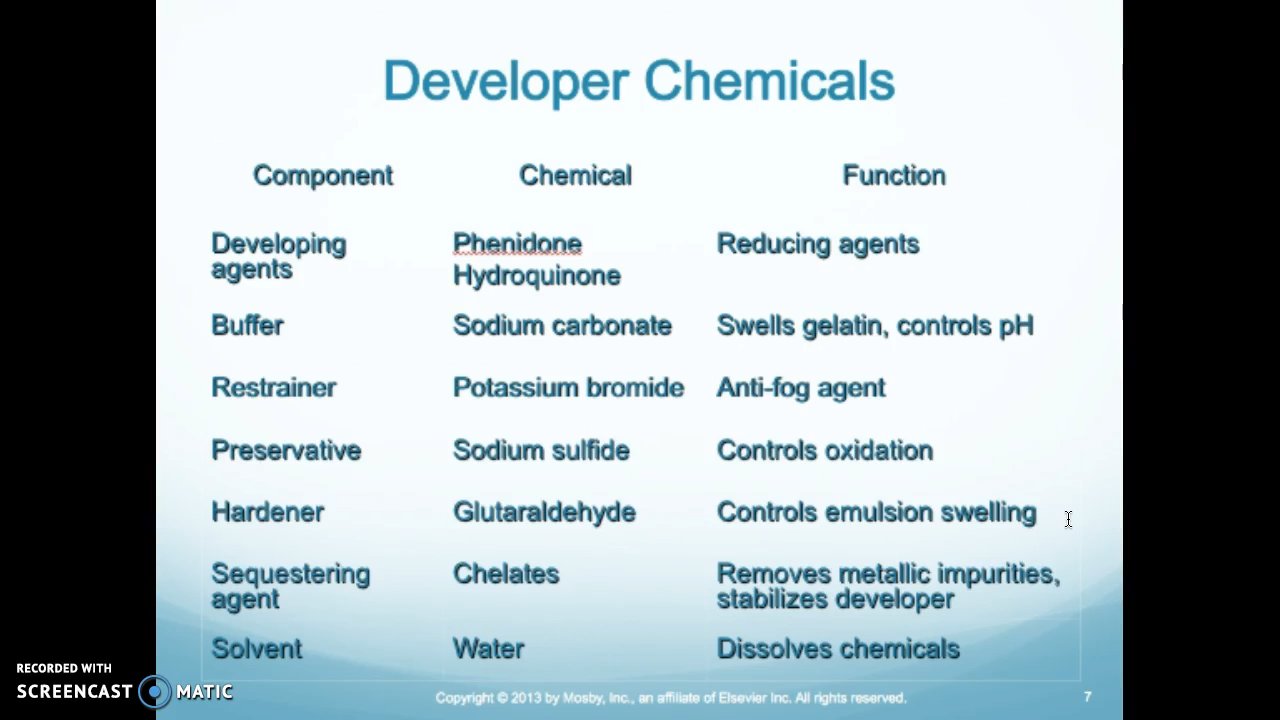 Developer Chemicals
Component Chemical Function
Developing agents Phenidone Hydroquinone Reducing agents
Buffer Sodium carbonate Swells gelatin, controls pH
Restrainer Potassium bromide Anti-fog agent
Preservative Sodium sulfide Controls oxidation
Hardener Glutaraldehyde Controls emulsion swelling
Sequestering agent Chelates Removes metallic impurities, stabilizes developer
Solvent Water Dissolves chemicals
RECORDED WITH
SCREENCAST MATIC
Copyright © 2013 by Mosby, Inc., an affiliate of Elsevier Inc. All rights reserved. 7